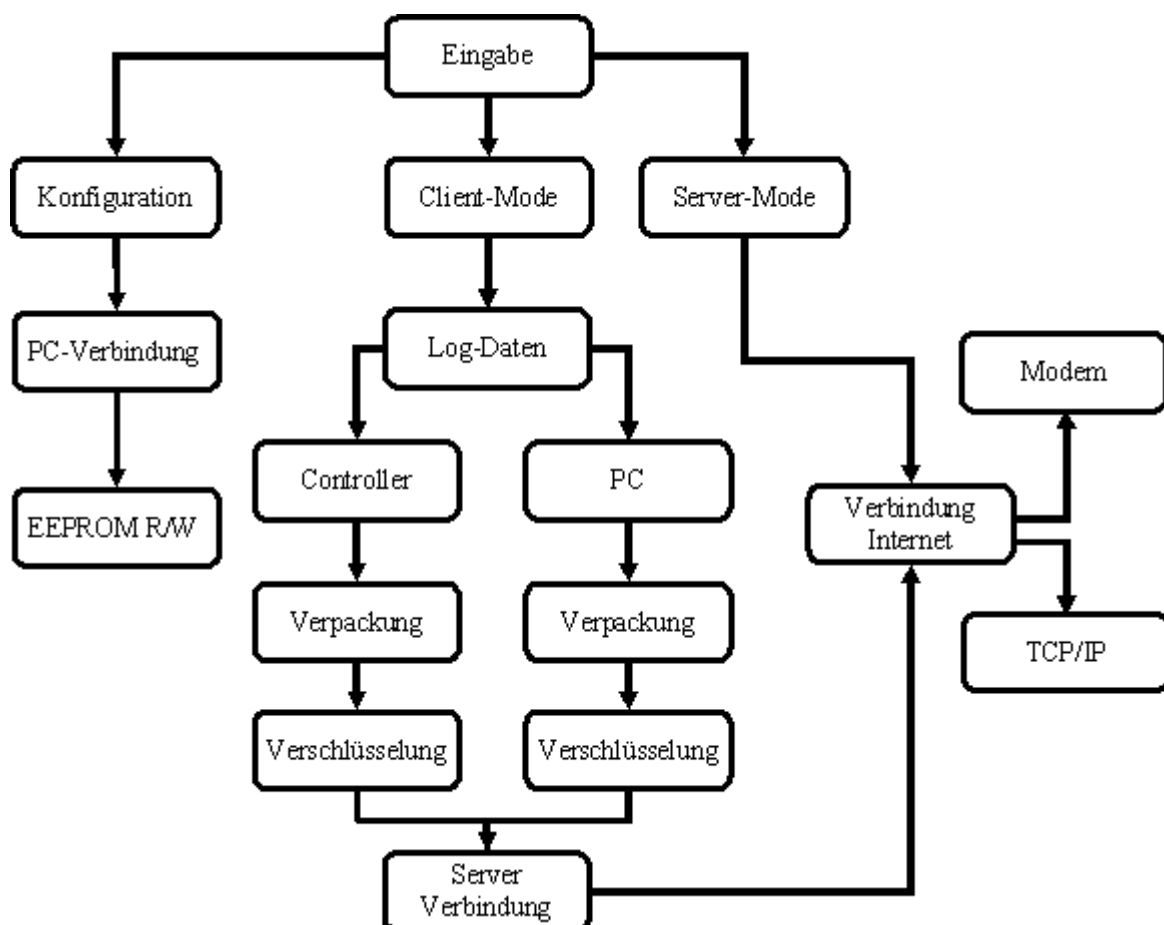 Eingabe
Konfiguration
Client-Mode
Server-Mode
PC-Verbindung
Log-Daten
Modem
Controller
PC
EEPROM R/W
Verbindung
Internet
Verpackung
Verpackung
TCP/IP
Verschlüsselung
Verschlüsselung
Server
Verbindung